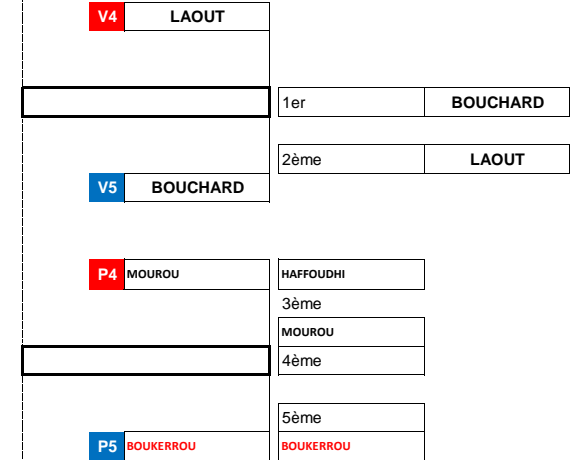 V4 LAOUT
1er BOUCHARD
2ème LAOUT
V5 BOUCHARD
P4 MOUROU HAFFOUDHI
3ème
MOUROU
4ème
5ème
P5 BOUKERROU BOUKERROU